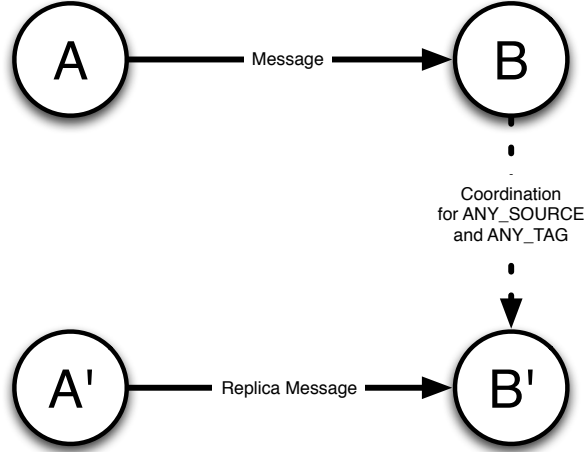 A
Message
B
Coordination
for ANY_SOURCE
and ANY_TAG
A'
Replica Message
B'